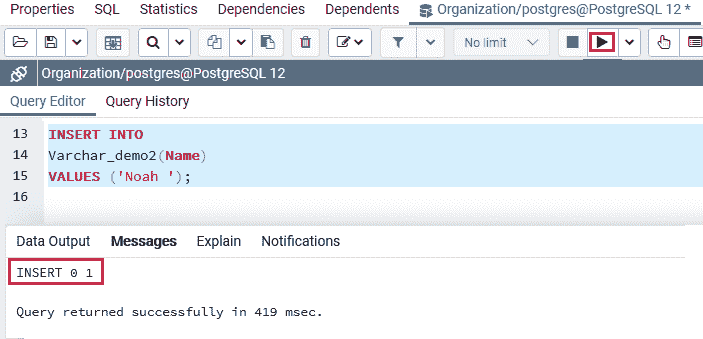 Properties SQL Statistics Dependencies Dependents Organization/postgres@PostgreSQL 12 *
No limit
Organization/postgres@PostgreSQL 12
Query Editor Query History
13 INSERT INTO
14 Varchar_demo2(Name)
15 VALUES ('Noah ');
16
Data Output Messages Explain Notifications
INSERT 0 1
Query returned successfully in 419 msec.